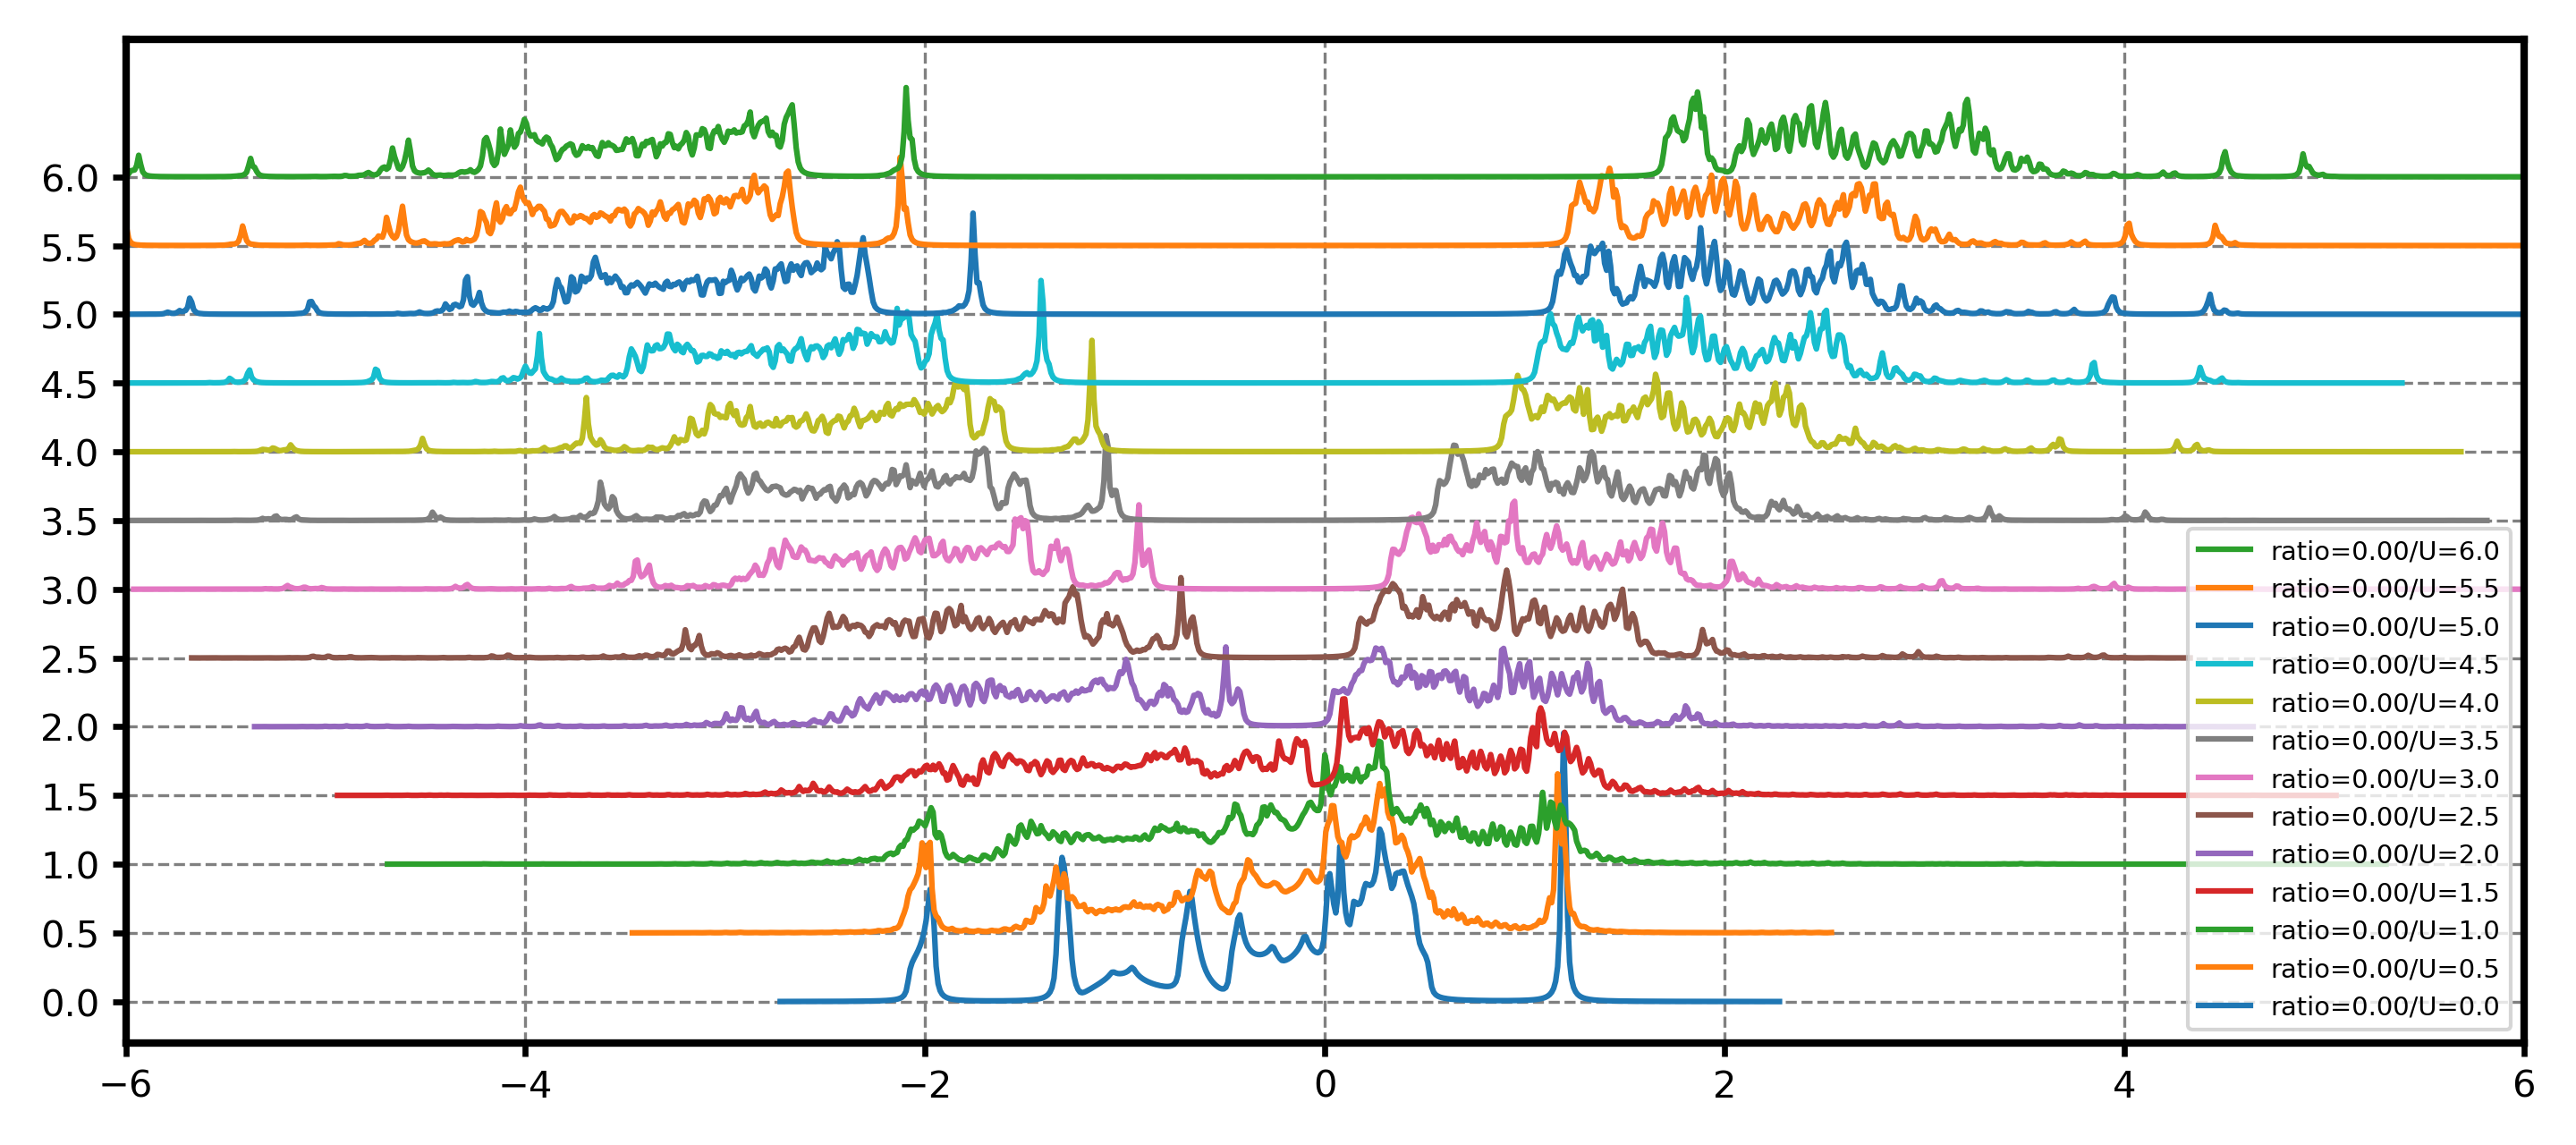 6.0
5.5
5.0
4.5
4.0
3.5
3.0
2.5
2.0
1.5
1.0
0.5
0.0
ratio=0.00/U=6.0
ratio=0.00/U=5.5
ratio=0.00/U=5.0
ratio=0.00/U=4.5
ratio=0.00/U=4.0
ratio=0.00/U=3.5
ratio=0.00/U=3.0
ratio=0.00/U=2.5
ratio=0.00/U=2.0
ratio=0.00/U=1.5
ratio=0.00/U=1.0
ratio=0.00/U=0.5
ratio=0.00/U=0.0
−6 −4 −2 0 2 4 6